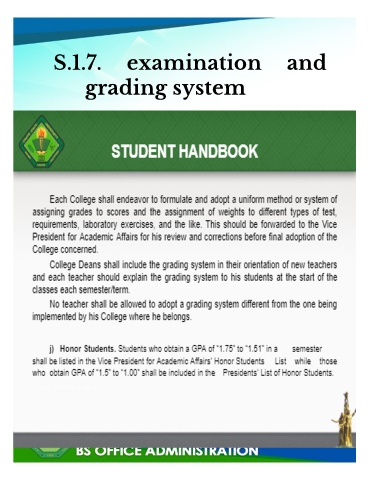 S.1.7. examination and
grading system
STUDENT HANDBOOK
Each College shall endeavor to formulate and adopt a uniform method or system of
assigning grades to scores and the assignment of weights to different types of test,
requirements, laboratory exercises, and the like. This should be forwarded to the Vice
President for Academic Affairs for his review and corrections before final adoption of the
College concerned.
College Deans shall include the grading system in their orientation of new teachers
and each teacher should explain the grading system to his students at the start of the
classes each semester/term.
No teacher shall be allowed to adopt a grading system different from the one being
implemented by his College where he belongs.
j) Honor Students. Students who obtain a GPA of "1.75" to "1.51" in a semester
shall be listed in the Vice President for Academic Affairs' Honor Students List while those
who obtain GPA of "1.5" to "1.00" shall be included in the Presidents' List of Honor Students.
BS OFFICE ADMINISTRATION